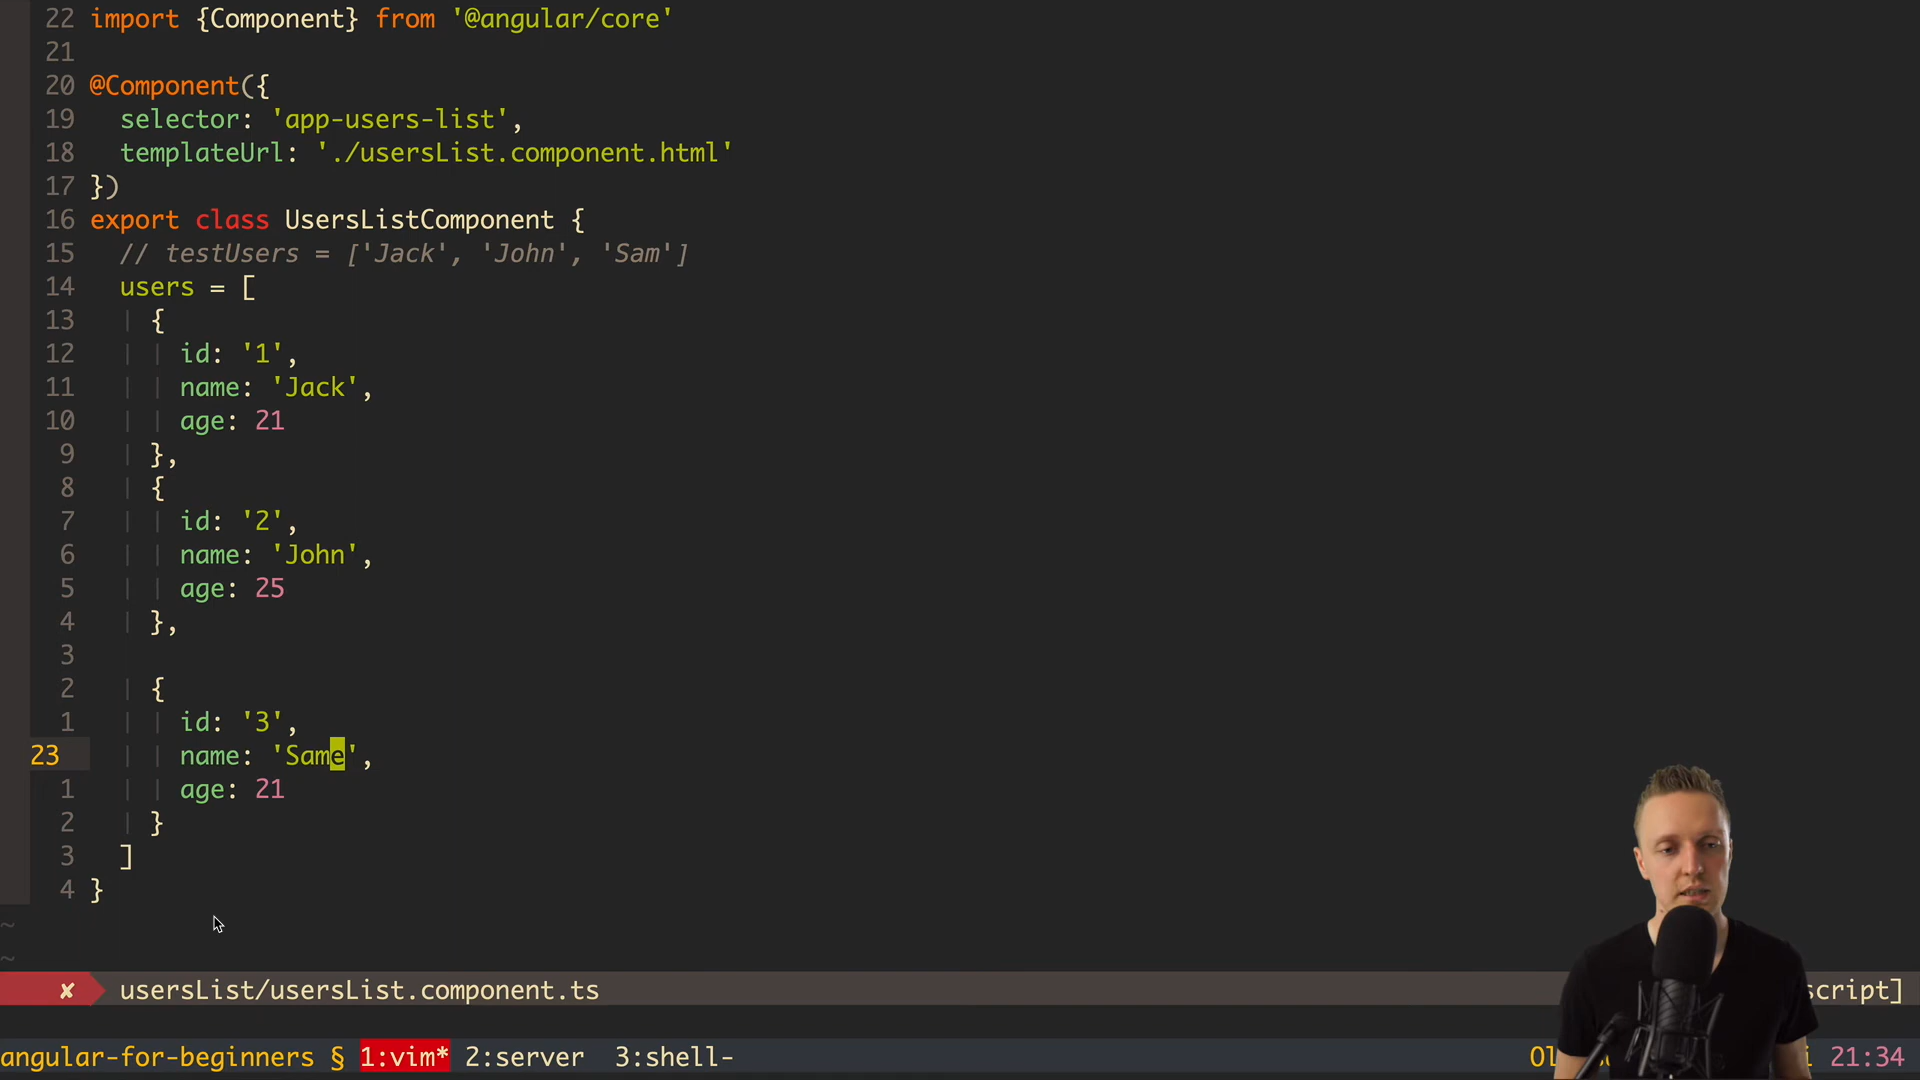 22 import {Component} from '@angular/core'
21
20 @Component({
19 selector: 'app-users-list',
18 templateUrl: './usersList.component.html'
17 })
16 export class UsersListComponent {
15 // testUsers = ['Jack', 'John', 'Sam']
14 users = [
13 {
12 id: '1',
11 name: 'Jack',
10 age: 21
9 },
8 {
7 id: '2',
6 name: 'John',
5 age: 25
4 },
3
2 {
1 id: '3',
23 name: 'Same',
1 age: 21
2 }
3 ]
4 }
~
~
✘ usersList/usersList.component.ts script]
angular-for-beginners § 1:vim* 2:server 3:shell- 21:34